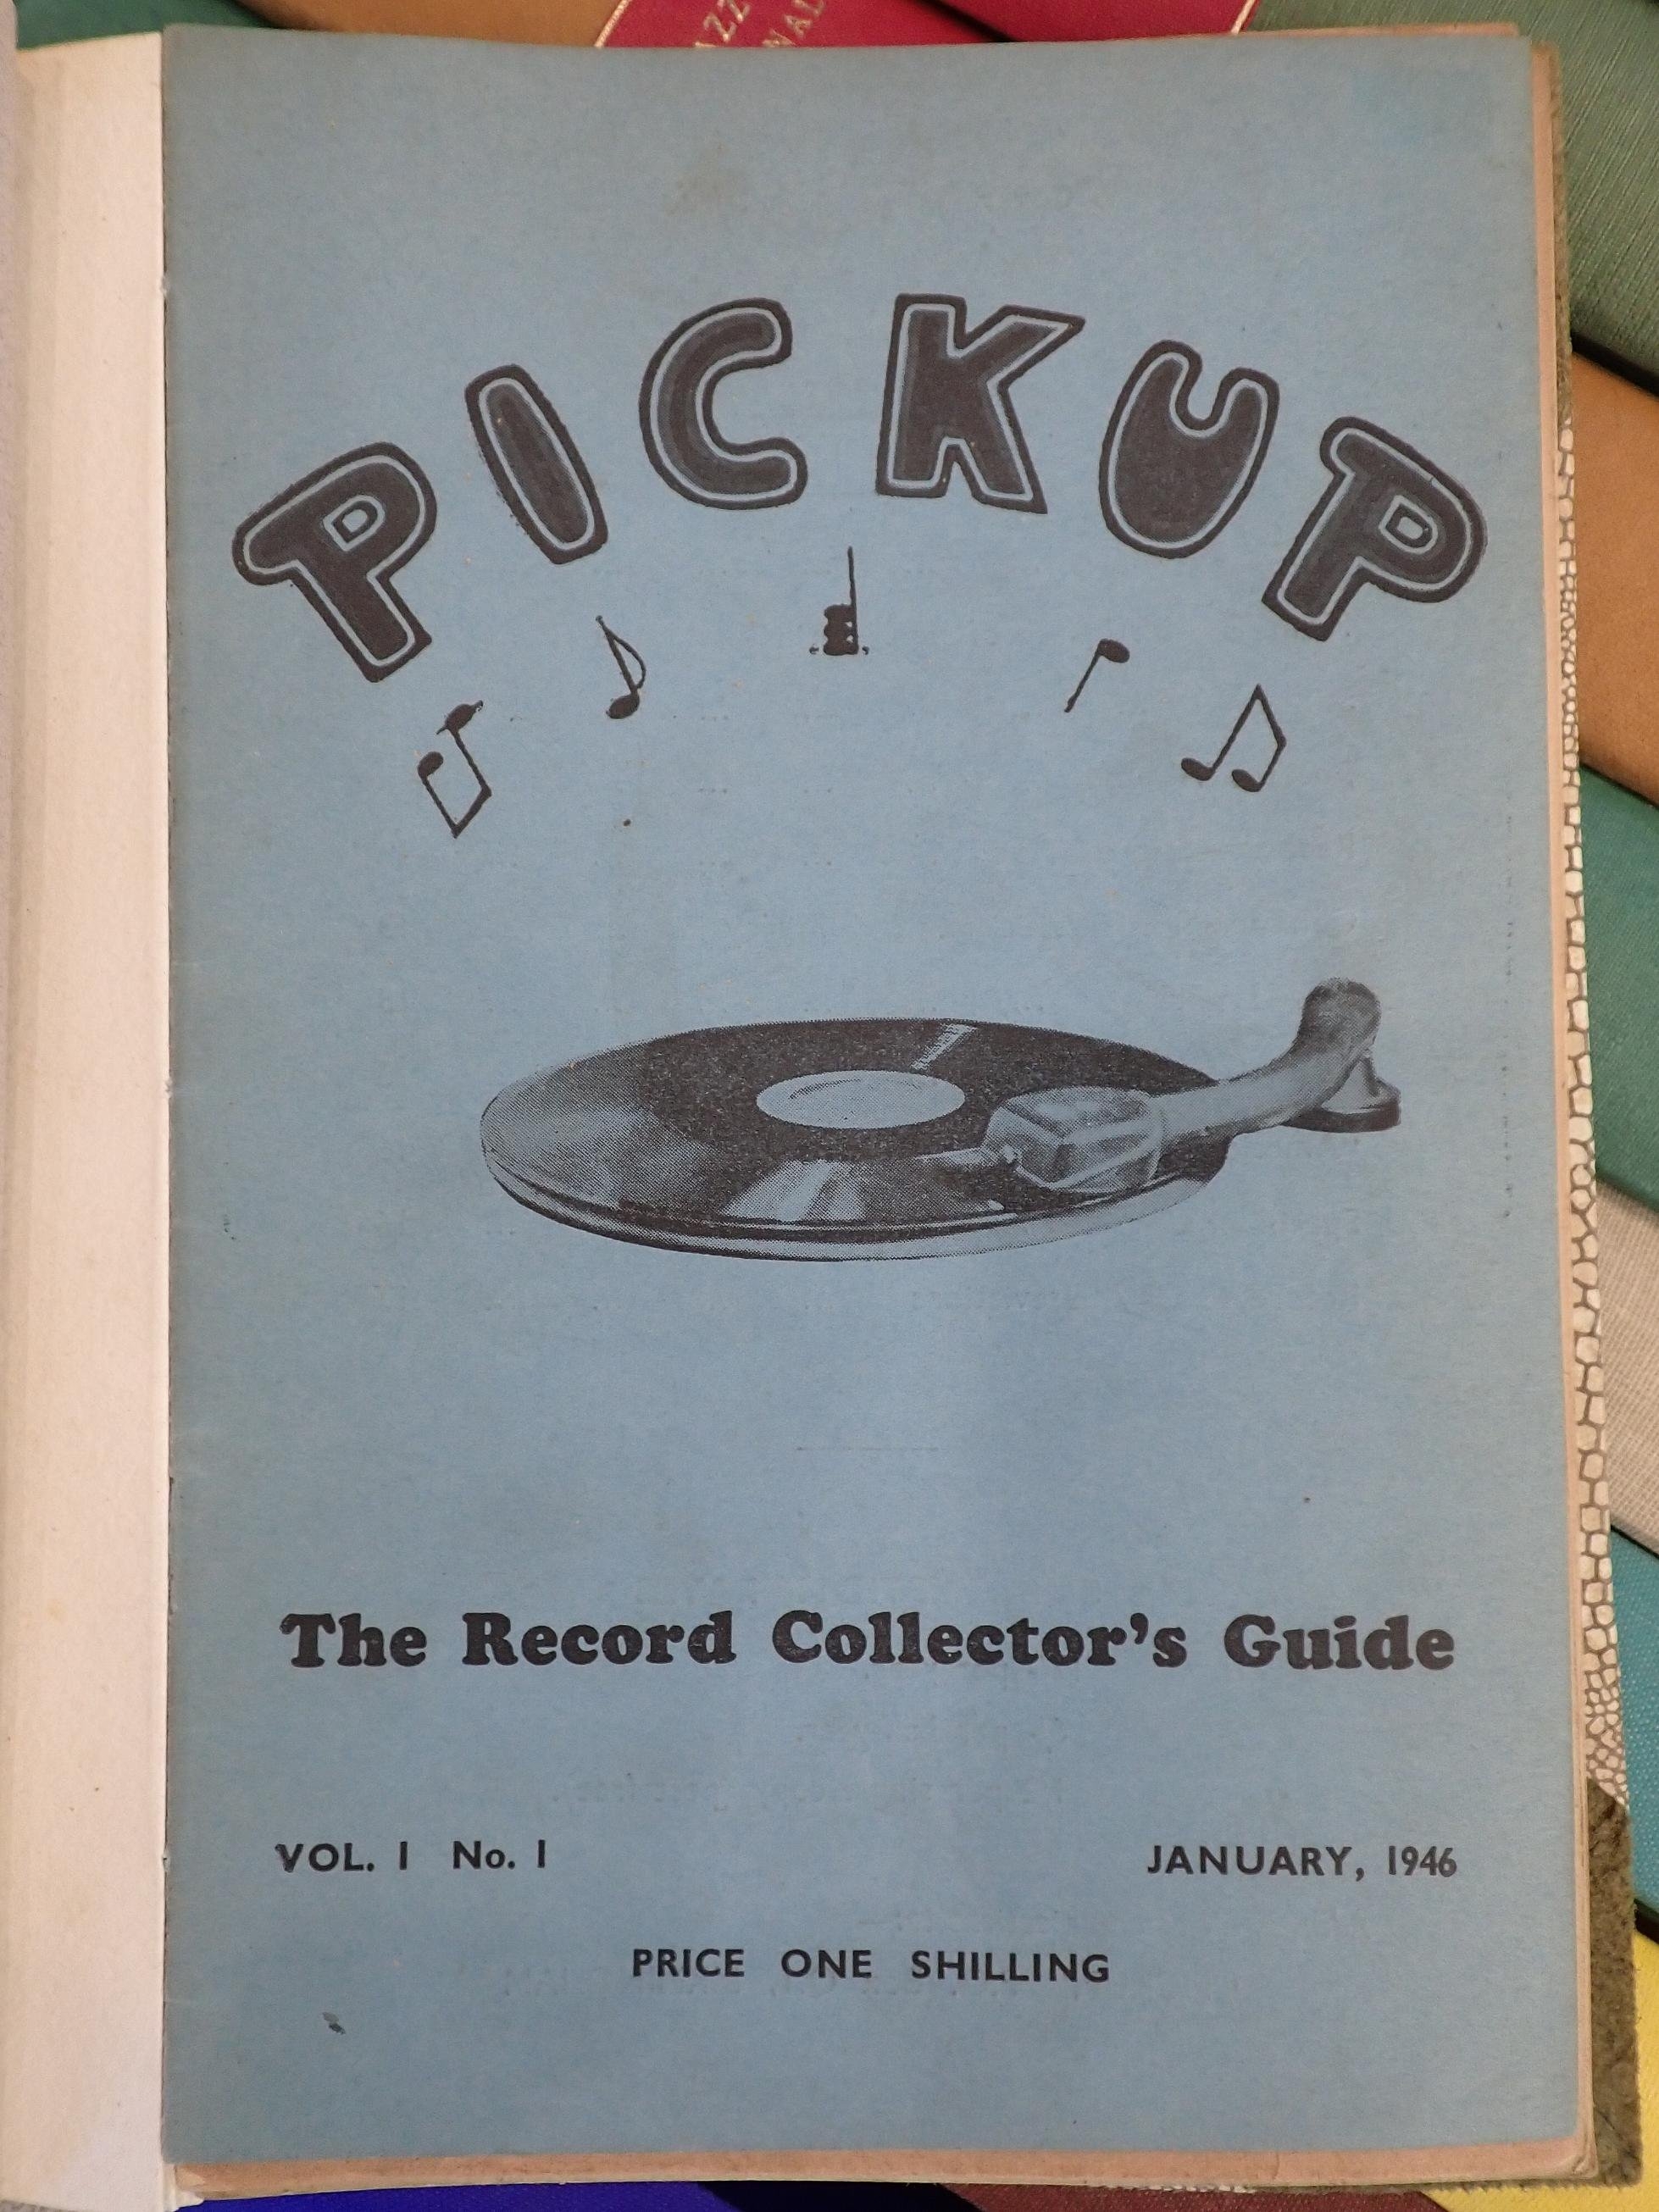 PICKUP
The Record Collector's Guide
VOL. 1 No. 1
JANUARY, 1946
PRICE ONE SHILLING